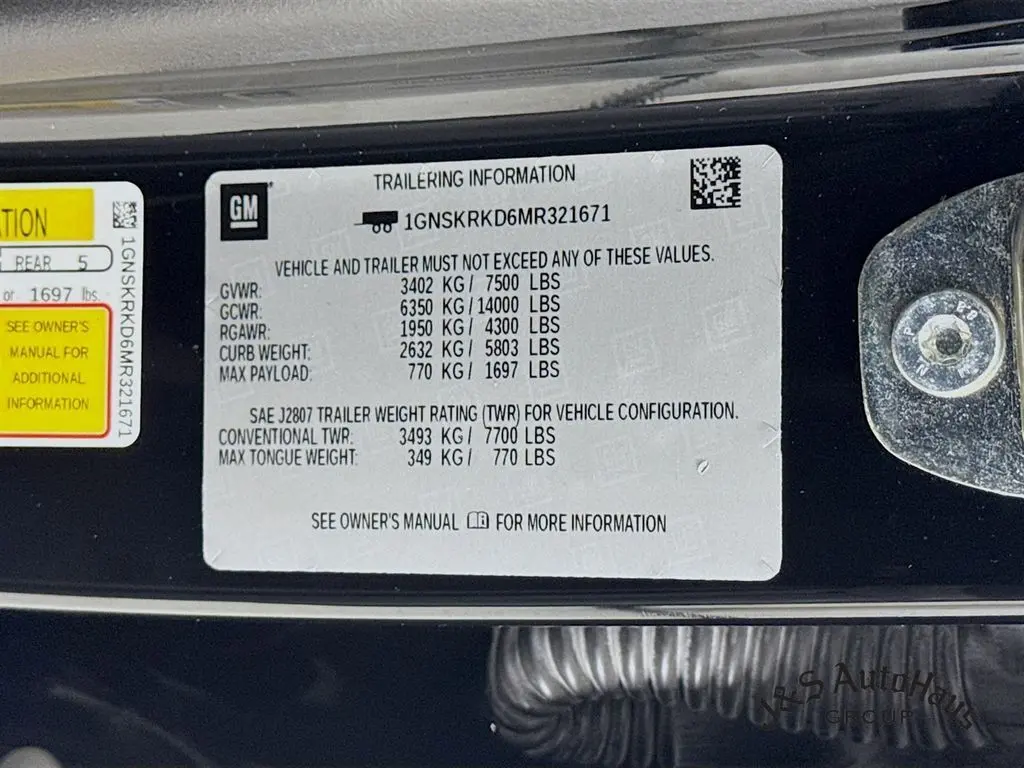 TION
REAR 5
or 1697 lbs.
SEE OWNER'S
MANUAL FOR
ADDITIONAL
INFORMATION
1GNSKRKD6MR321671
GM
TRAILERING INFORMATION
1GNSKRKD6MR321671
VEHICLE AND TRAILER MUST NOT EXCEED ANY OF THESE VALUES.
GVWR: 3402 KG/ 7500 LBS
GCWR: 6350 KG/14000 LBS
RGAWR: 1950 KG/ 4300 LBS
CURB WEIGHT: 2632 KG/ 5803 LBS
MAX PAYLOAD: 770 KG/ 1697 LBS
SAE J2807 TRAILER WEIGHT RATING (TWR) FOR VEHICLE CONFIGURATION.
CONVENTIONAL TWR: 3493 KG/ 7700 LBS
MAX TONGUE WEIGHT: 349 KG/ 770 LBS
SEE OWNER'S MANUAL FOR MORE INFORMATION
AutoHaus
GROUP